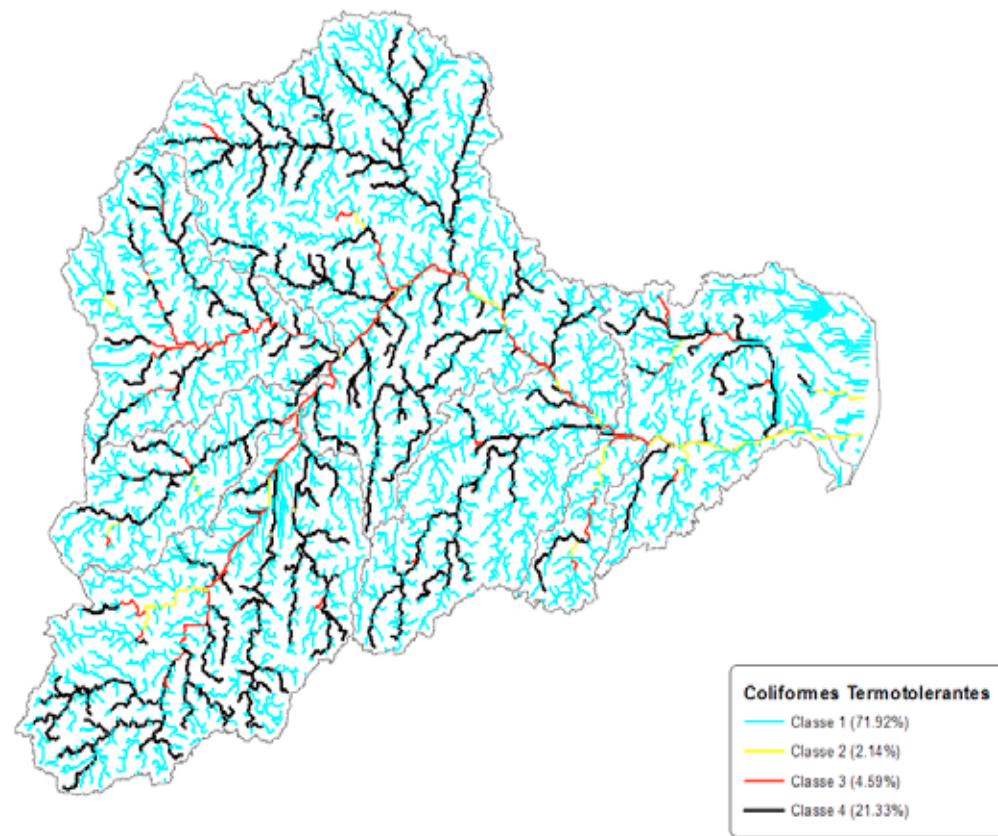 Coliformes Termotolerantes
Classe 1 (71.92%)
Classe 2 (2.14%)
Classe 3 (4.59%)
Classe 4 (21.33%)